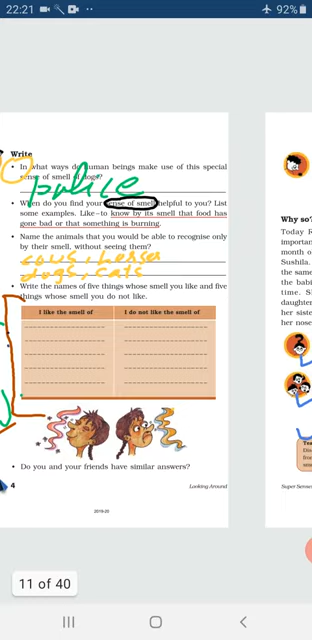 22:21
92%
Write
• In what ways do human beings make use of this special
sense of smell of dogs?
police
• When do you find your sense of smell helpful to you? List
some examples. Like–to know by its smell that food has
gone bad or that something is burning.
• Name the animals that you would be able to recognise only
by their smell, without seeing them?
dogs, cats
• Write the names of five things whose smell you like and five
things whose smell you do not like.
I like the smell of
I do not like the smell of
• Do you and your friends have similar answers?
4
Looking Around
2019-20
Why so?
Today R
important
month of
Sushila.
the same
the babi
time. S
daughter
her sister
her nose
Super Sense
11 of 40